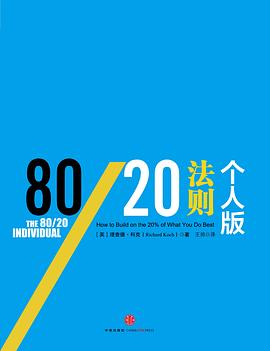 80/20
法则
个人版
THE 80/20
INDIVIDUAL
How to Build on the 20% of What You Do Best
［英］理查德·科克（Richard Koch）著